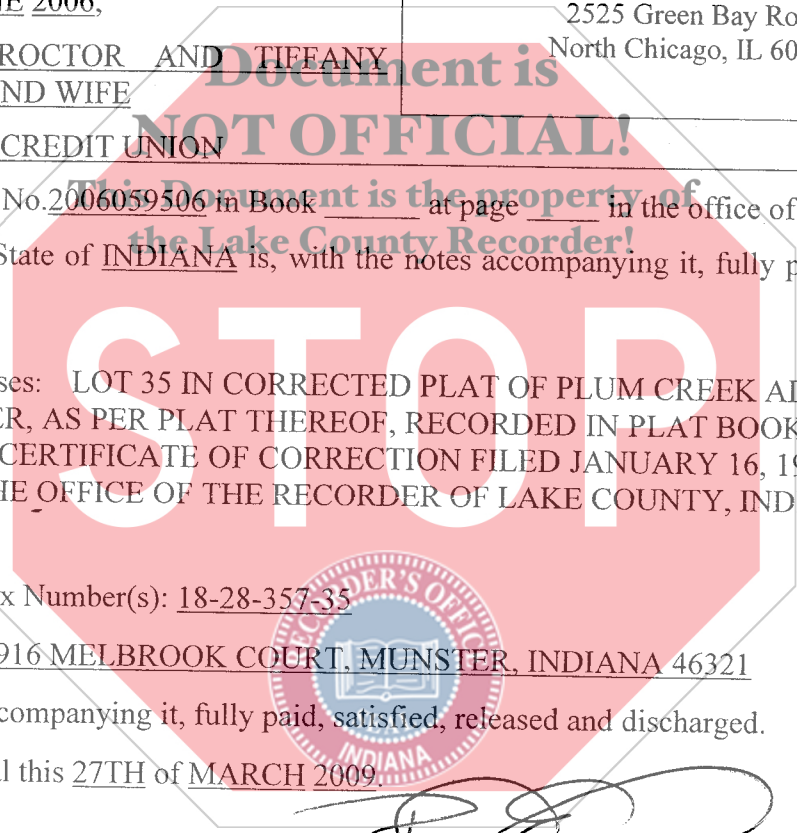 E 2006,
2525 Green Bay Ro
North Chicago, IL 60
ROCTOR AND TIFFANY
Document is
ND WIFE
NOT OFFICIAL!
CREDIT UNION
This Document is the property of
No.2006059506 in Book ______ at page _____ in the office of
the Lake County Recorder!
State of INDIANA is, with the notes accompanying it, fully p
STOP
ses: LOT 35 IN CORRECTED PLAT OF PLUM CREEK AD
ER, AS PER PLAT THEREOF, RECORDED IN PLAT BOOK
CERTIFICATE OF CORRECTION FILED JANUARY 16, 19
HE OFFICE OF THE RECORDER OF LAKE COUNTY, IND
RECORDER'S OFFICE
x Number(s): 18-28-357-35
916 MELBROOK COURT, MUNSTER, INDIANA 46321
ccompanying it, fully paid, satisfied, released and discharged.
INDIANA
l this 27TH of MARCH 2009.